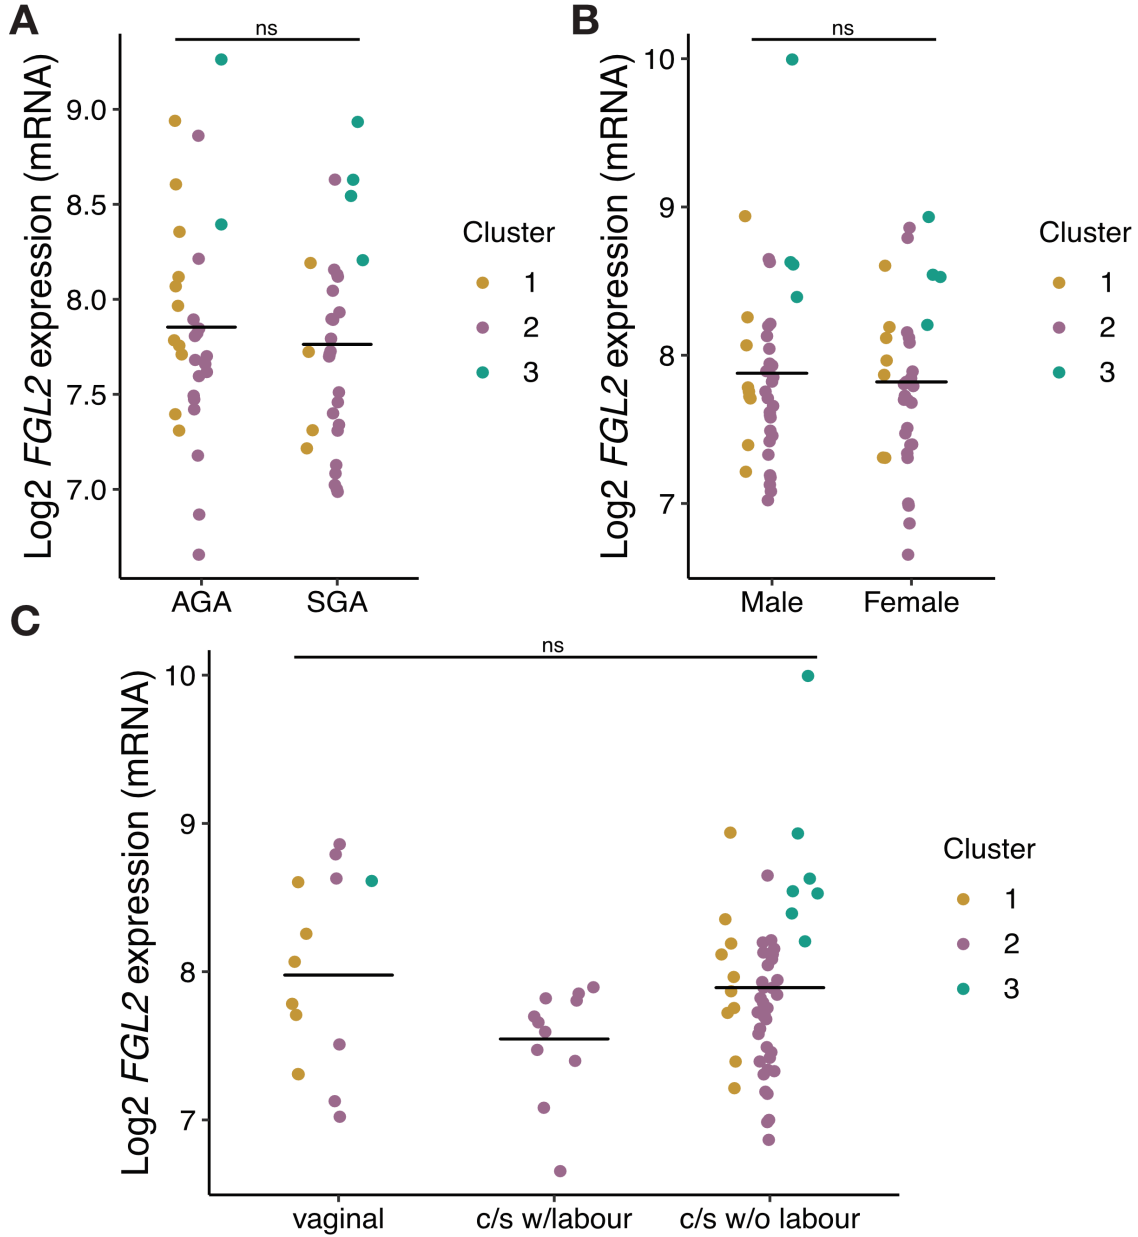 A
ns
Log2 FGL2 expression (mRNA)
9.0
8.5
8.0
7.5
7.0
AGA
SGA
Cluster
1
2
3
B
ns
Log2 FGL2 expression (mRNA)
10
9
8
7
Male
Female
Cluster
1
2
3
C
ns
Log2 FGL2 expression (mRNA)
10
9
8
7
vaginal
c/s w/labour
c/s w/o labour
Cluster
1
2
3